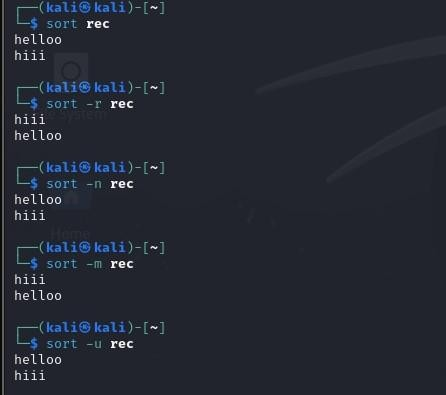 ┌──(kali㉿kali)-[~]
└─$ sort rec
helloo
hiii
┌──(kali㉿kali)-[~]
└─$ sort -r rec
hiii
helloo
┌──(kali㉿kali)-[~]
└─$ sort -n rec
helloo
hiii
Home
┌──(kali㉿kali)-[~]
└─$ sort -m rec
hiii
helloo
┌──(kali㉿kali)-[~]
└─$ sort -u rec
helloo
hiii